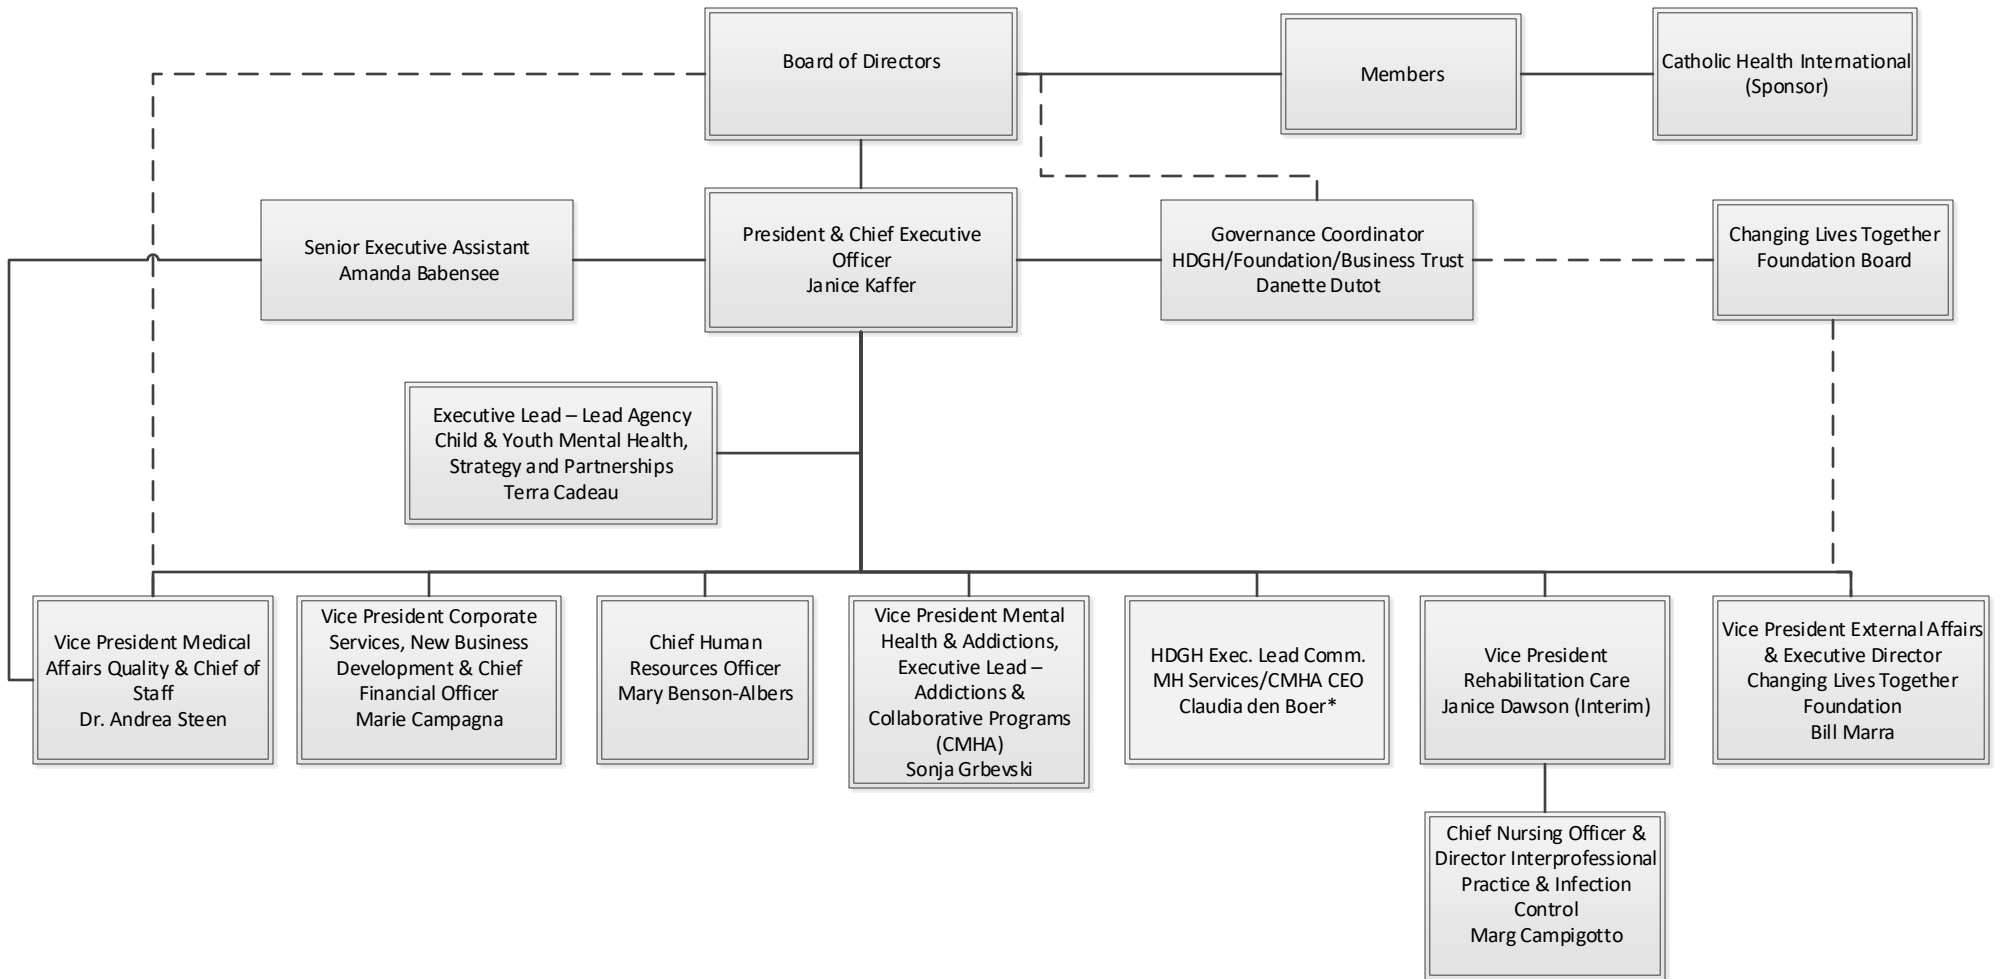 Board of Directors
Members
Catholic Health International
(Sponsor)
Senior Executive Assistant
Amanda Babensee
President & Chief Executive
Officer
Janice Kaffer
Governance Coordinator
HDGH/Foundation/Business Trust
Danette Dutot
Changing Lives Together
Foundation Board
Executive Lead – Lead Agency
Child & Youth Mental Health,
Strategy and Partnerships
Terra Cadeau
Vice President Medical
Affairs Quality & Chief of
Staff
Dr. Andrea Steen
Vice President Corporate
Services, New Business
Development & Chief
Financial Officer
Marie Campagna
Chief Human
Resources Officer
Mary Benson-Albers
Vice President Mental
Health & Addictions,
Executive Lead –
Addictions &
Collaborative Programs
(CMHA)
Sonja Grbevski
HDGH Exec. Lead Comm.
MH Services/CMHA CEO
Claudia den Boer*
Vice President
Rehabilitation Care
Janice Dawson (Interim)
Vice President External Affairs
& Executive Director
Changing Lives Together
Foundation
Bill Marra
Chief Nursing Officer &
Director Interprofessional
Practice & Infection
Control
Marg Campigotto